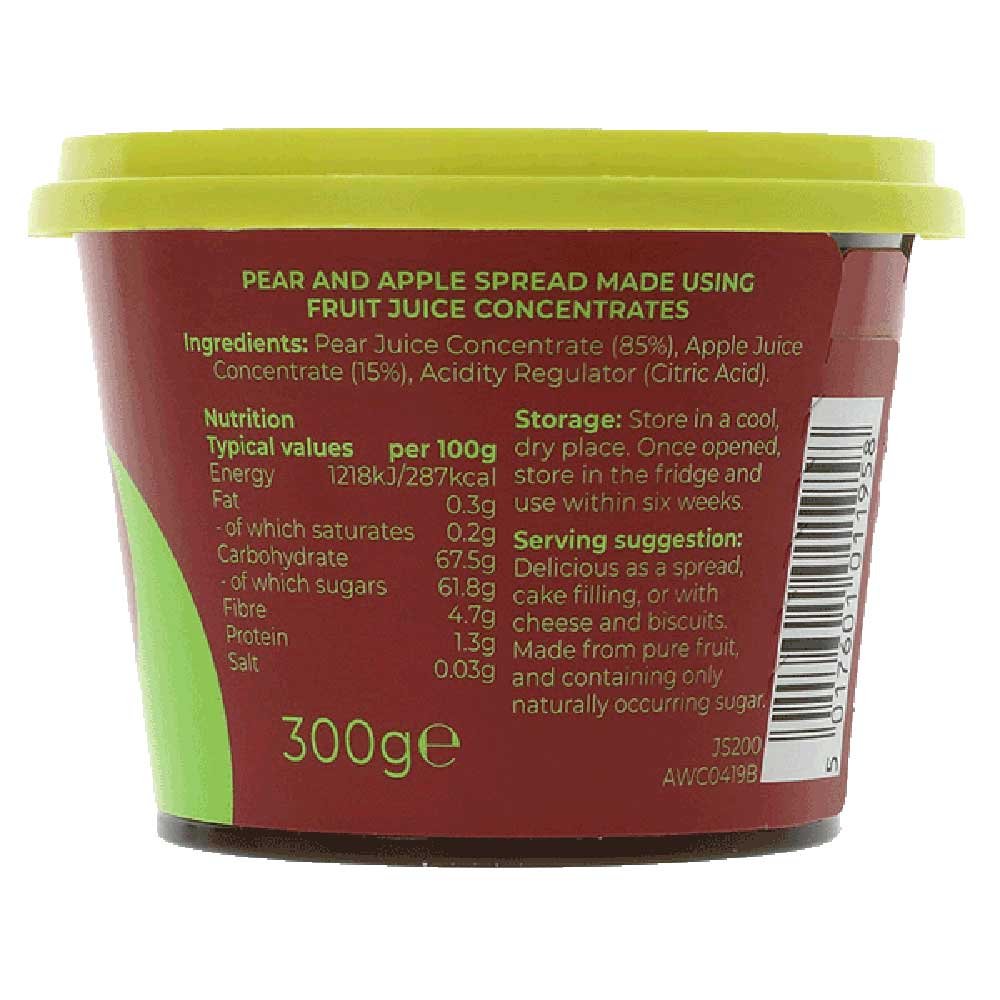 PEAR AND APPLE SPREAD MADE USING
FRUIT JUICE CONCENTRATES
Ingredients: Pear Juice Concentrate (85%), Apple Juice
Concentrate (15%), Acidity Regulator (Citric Acid).
Nutrition
Typical values per 100g
Energy 1218kJ/287kcal
Fat 0.3g
- of which saturates 0.2g
Carbohydrate 67.5g
- of which sugars 61.8g
Fibre 4.7g
Protein 1.3g
Salt 0.03g
300g℮
Storage: Store in a cool,
dry place. Once opened,
store in the fridge and
use within six weeks.
Serving suggestion:
Delicious as a spread,
cake filling, or with
cheese and biscuits.
Made from pure fruit,
and containing only
naturally occurring sugar.
JS200
AWC0419B
5 017601 011958